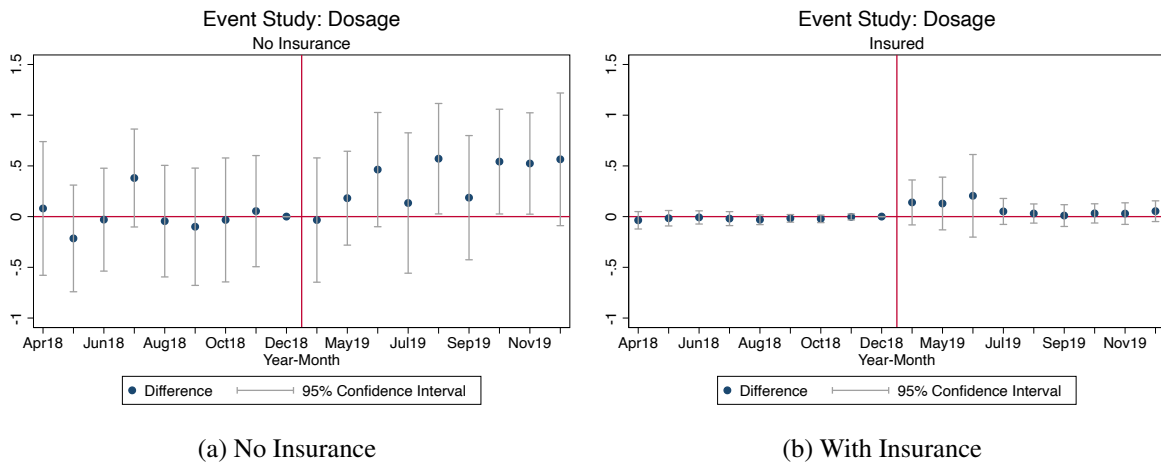 Event Study: Dosage
No Insurance
1.5
1
.5
0
-.5
-1
Apr18 Jun18 Aug18 Oct18 Dec18 May19 Jul19 Sep19 Nov19
Year-Month
Difference 95% Confidence Interval
(a) No Insurance
Event Study: Dosage
Insured
1.5
1
.5
0
-.5
-1
Apr18 Jun18 Aug18 Oct18 Dec18 May19 Jul19 Sep19 Nov19
Year-Month
Difference 95% Confidence Interval
(b) With Insurance